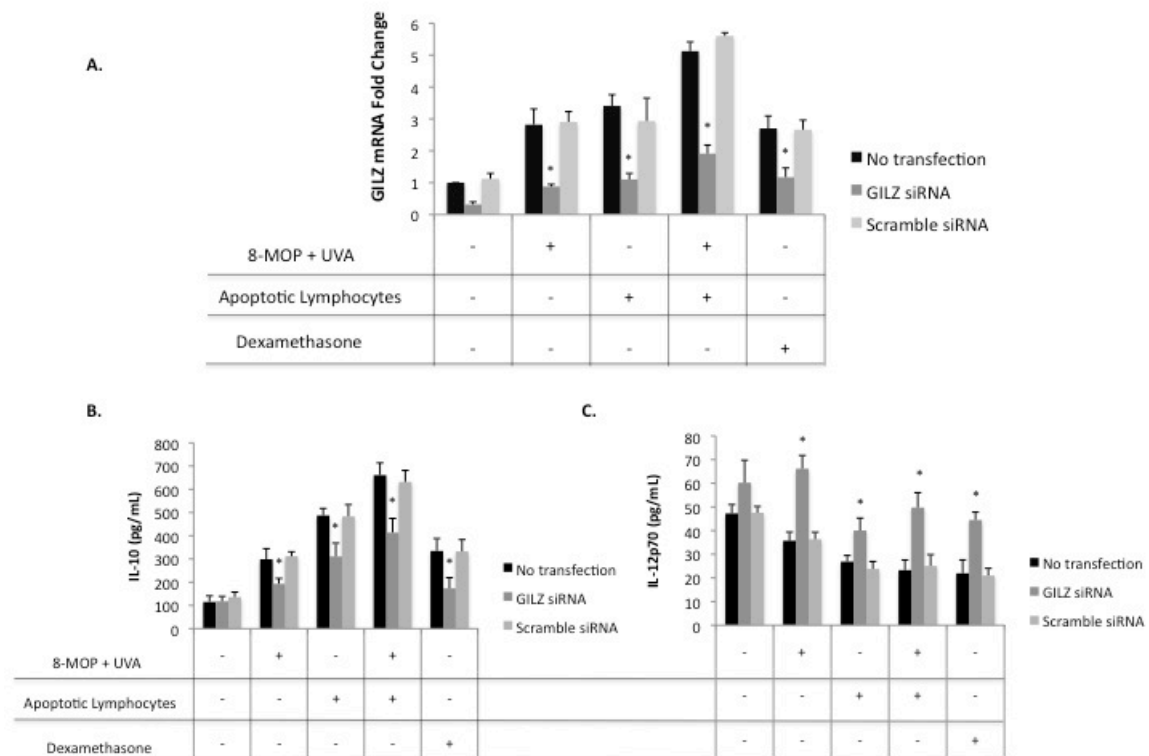 A.
GILZ mRNA Fold Change
6
5
4
3
2
1
0
No transfection
GILZ siRNA
Scramble siRNA
* * * *
8-MOP + UVA - + - + -
Apoptotic Lymphocytes - - + + -
Dexamethasone - - - - +
B.
IL-10 (pg/mL)
800
700
600
500
400
300
200
100
0
* * * *
No transfection
GILZ siRNA
Scramble siRNA
8-MOP + UVA - + - + -
Apoptotic Lymphocytes - - + + -
Dexamethasone - - - - +
C.
IL-12p70 (pg/mL)
80
70
60
50
40
30
20
10
0
* * * *
No transfection
GILZ siRNA
Scramble siRNA
- + - + -
- - + + -
- - - - +